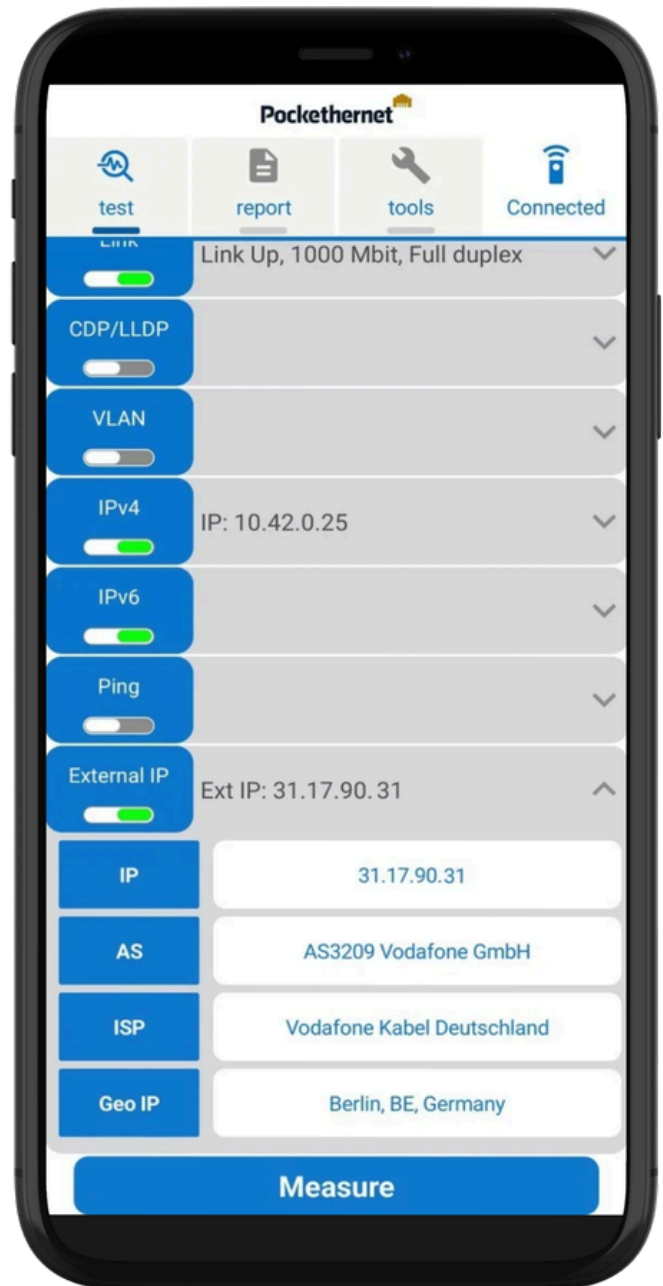 Pockethernet
test
report
tools
Connected
Link
Link Up, 1000 Mbit, Full duplex
CDP/LLDP
VLAN
IPv4
IP: 10.42.0.25
IPv6
Ping
External IP
Ext IP: 31.17.90.31
IP
31.17.90.31
AS
AS3209 Vodafone GmbH
ISP
Vodafone Kabel Deutschland
Geo IP
Berlin, BE, Germany
Measure